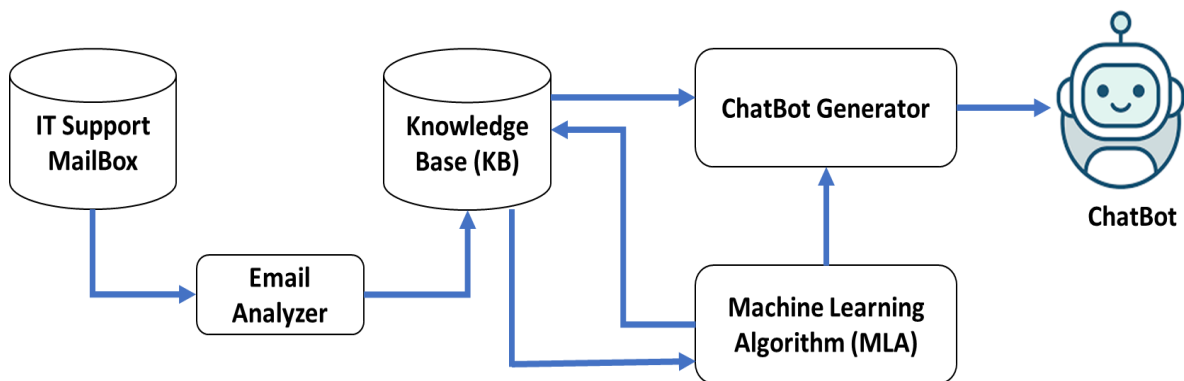 IT Support
MailBox
Knowledge
Base (KB)
ChatBot Generator
ChatBot
Email
Analyzer
Machine Learning
Algorithm (MLA)